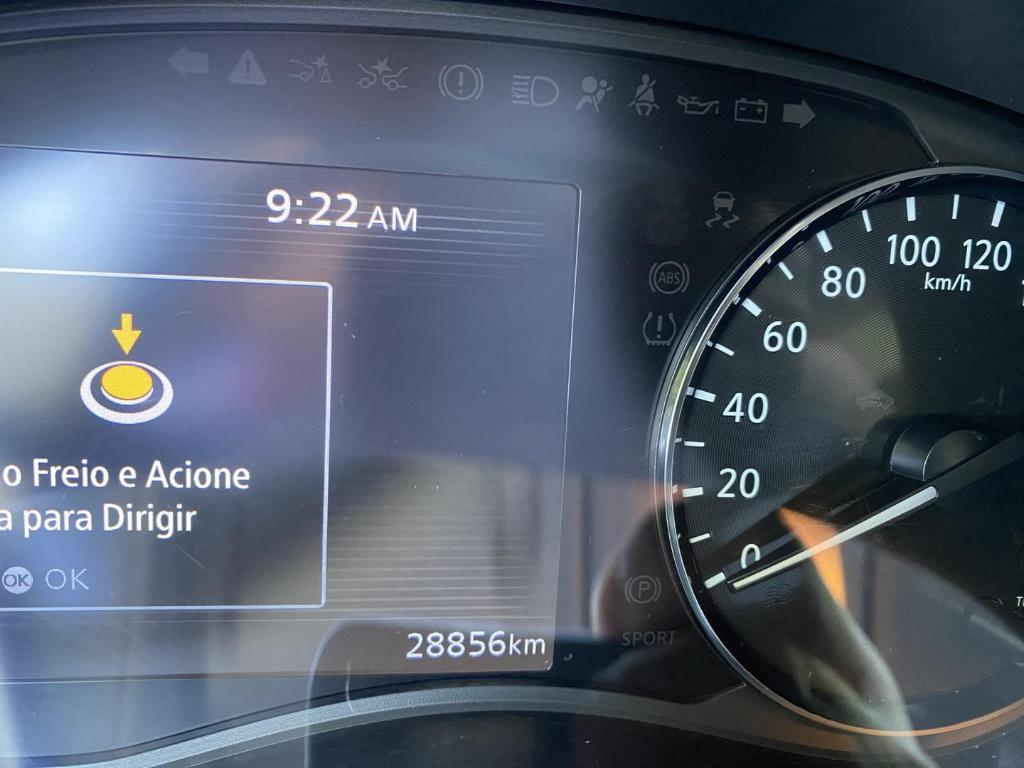 9:22 AM
o Freio e Acione
a para Dirigir
OK OK
28856km
ABS
P
SPORT
0
20
40
60
80
100
120
km/h